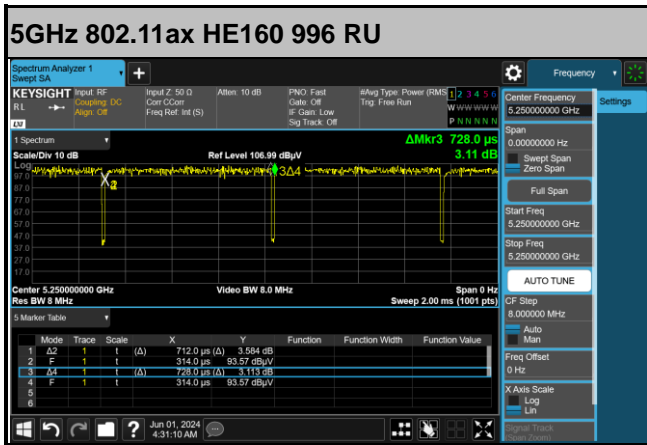 5GHz 802.11ax HE160 996 RU
Spectrum Analyzer 1
Swept SA
Frequency
KEYSIGHT
RL
LXI
Input: RF
Coupling: DC
Align: Off
Input Z: 50 Ω
Corr CCorr
Freq Ref: Int (S)
Atten: 10 dB
PNO: Fast
Gate: Off
IF Gain: Low
Sig Track: Off
#Avg Type: Power (RMS
Trig: Free Run
1 2 3 4 5 6
W W W W W W
P N N N N N
Center Frequency
5.250000000 GHz
Settings
1 Spectrum
ΔMkr3 728.0 µs
3.11 dB
Scale/Div 10 dB
Ref Level 106.99 dBµV
Log
97.0
87.0
77.0
67.0
57.0
47.0
37.0
27.0
17.0
3Δ4
Center 5.250000 GHz
Video BW 8.0 MHz
Span 0 Hz
Res BW 8 MHz
Sweep 2.00 ms (1001 pts)
Span
0.00000000 Hz
Swept Span
Zero Span
Full Span
Start Freq
5.250000000 GHz
Stop Freq
5.250000000 GHz
AUTO TUNE
CF Step
8.000000 MHz
Auto
Man
Freq Offset
0 Hz
X Axis Scale
Log
Lin
Signal Track
(Span Zoom)
5 Marker Table
Mode Trace Scale X Y Function Function Width Function Value
1 Δ2 1 t (Δ) 712.0 µs (Δ) 3.584 dB
2 F 1 t 314.0 µs 93.57 dBµV
3 Δ4 1 t (Δ) 728.0 µs (Δ) 3.113 dB
4 F 1 t 314.0 µs 93.57 dBµV
5
6
Jun 01, 2024
4:31:10 AM